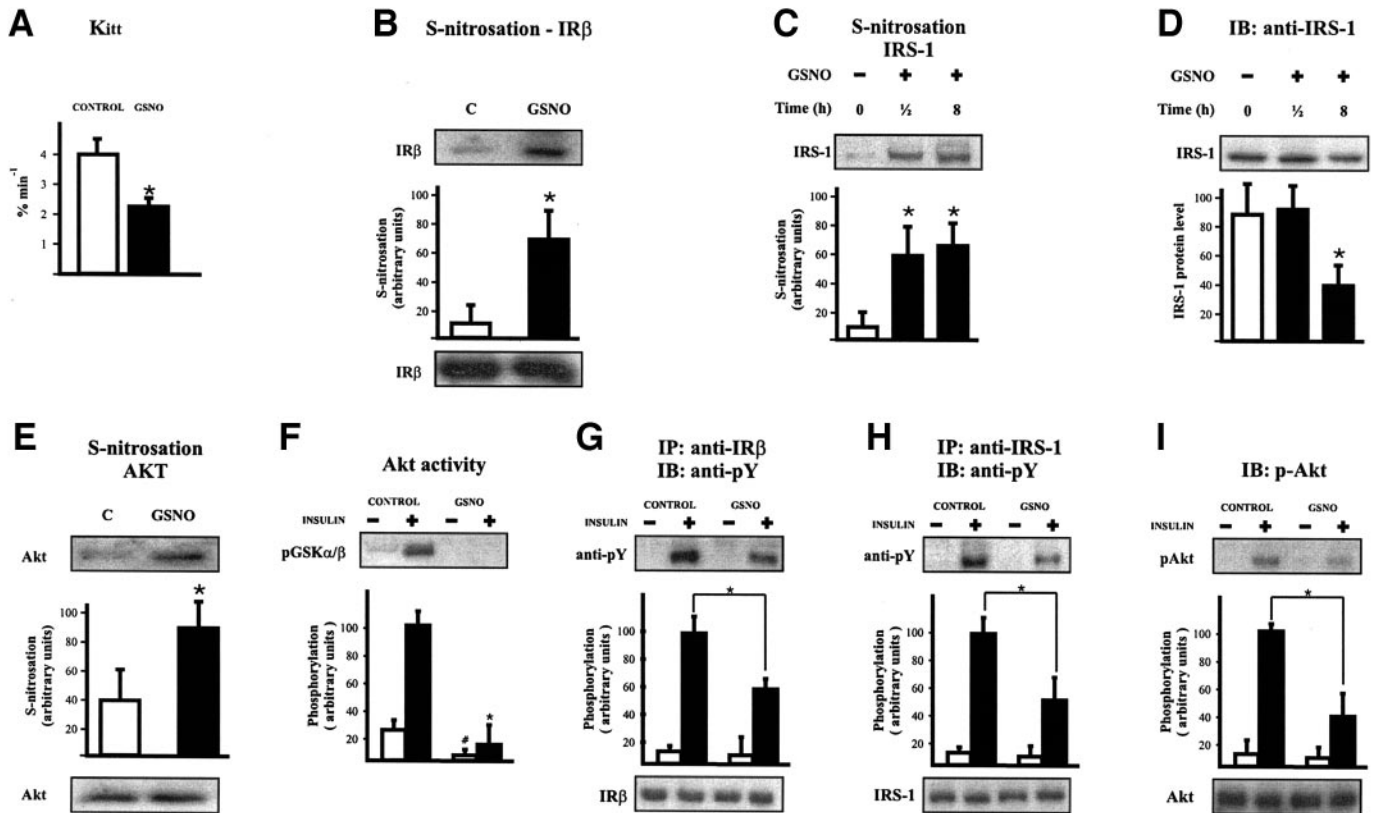 A
Kitt
CONTROL GSNO
4
3
2
1
% min⁻¹
*
B
S-nitrosation - IRβ
C GSNO
IRβ
100
80
60
40
20
S-nitrosation
(arbitrary units)
*
IRβ
C
S-nitrosation
IRS-1
GSNO − + +
Time (h) 0 ½ 8
IRS-1
100
80
60
40
20
S-nitrosation
(arbitrary units)
* *
D
IB: anti-IRS-1
GSNO − + +
Time (h) 0 ½ 8
IRS-1
100
80
60
40
20
IRS-1 protein level
*
E
S-nitrosation
AKT
C GSNO
Akt
100
80
60
40
20
S-nitrosation
(arbitrary units)
*
Akt
F
Akt activity
CONTROL GSNO
INSULIN − + − +
pGSKα/β
100
80
60
40
20
Phosphorylation
( arbitrary units )
# *
G
IP: anti-IRβ
IB: anti-pY
CONTROL GSNO
INSULIN − + − +
anti-pY
100
80
60
40
20
Phosphorylation
( arbitrary units )
*
IRβ
H
IP: anti-IRS-1
IB: anti-pY
CONTROL GSNO
INSULIN − + − +
anti-pY
100
80
60
40
20
Phosphorylation
( arbitrary units )
*
IRS-1
I
IB: p-Akt
CONTROL GSNO
INSULIN − + − +
pAkt
100
80
60
40
20
Phosphorylation
( arbitrary units )
*
Akt